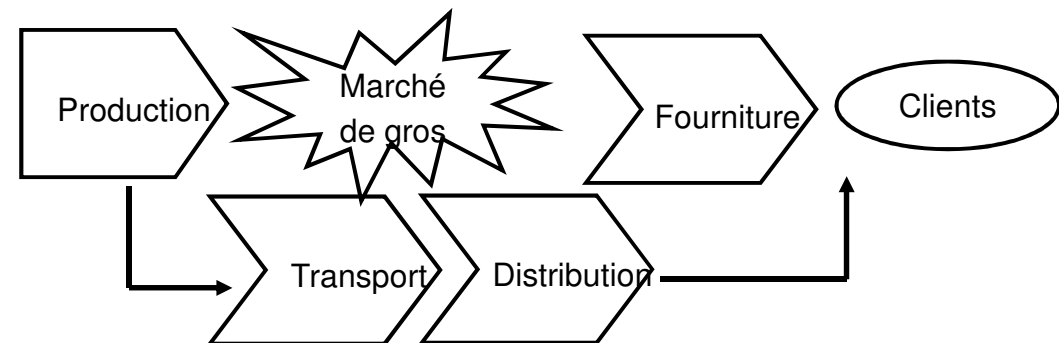 Production
Marché
de gros
Fourniture
Clients
Transport
Distribution